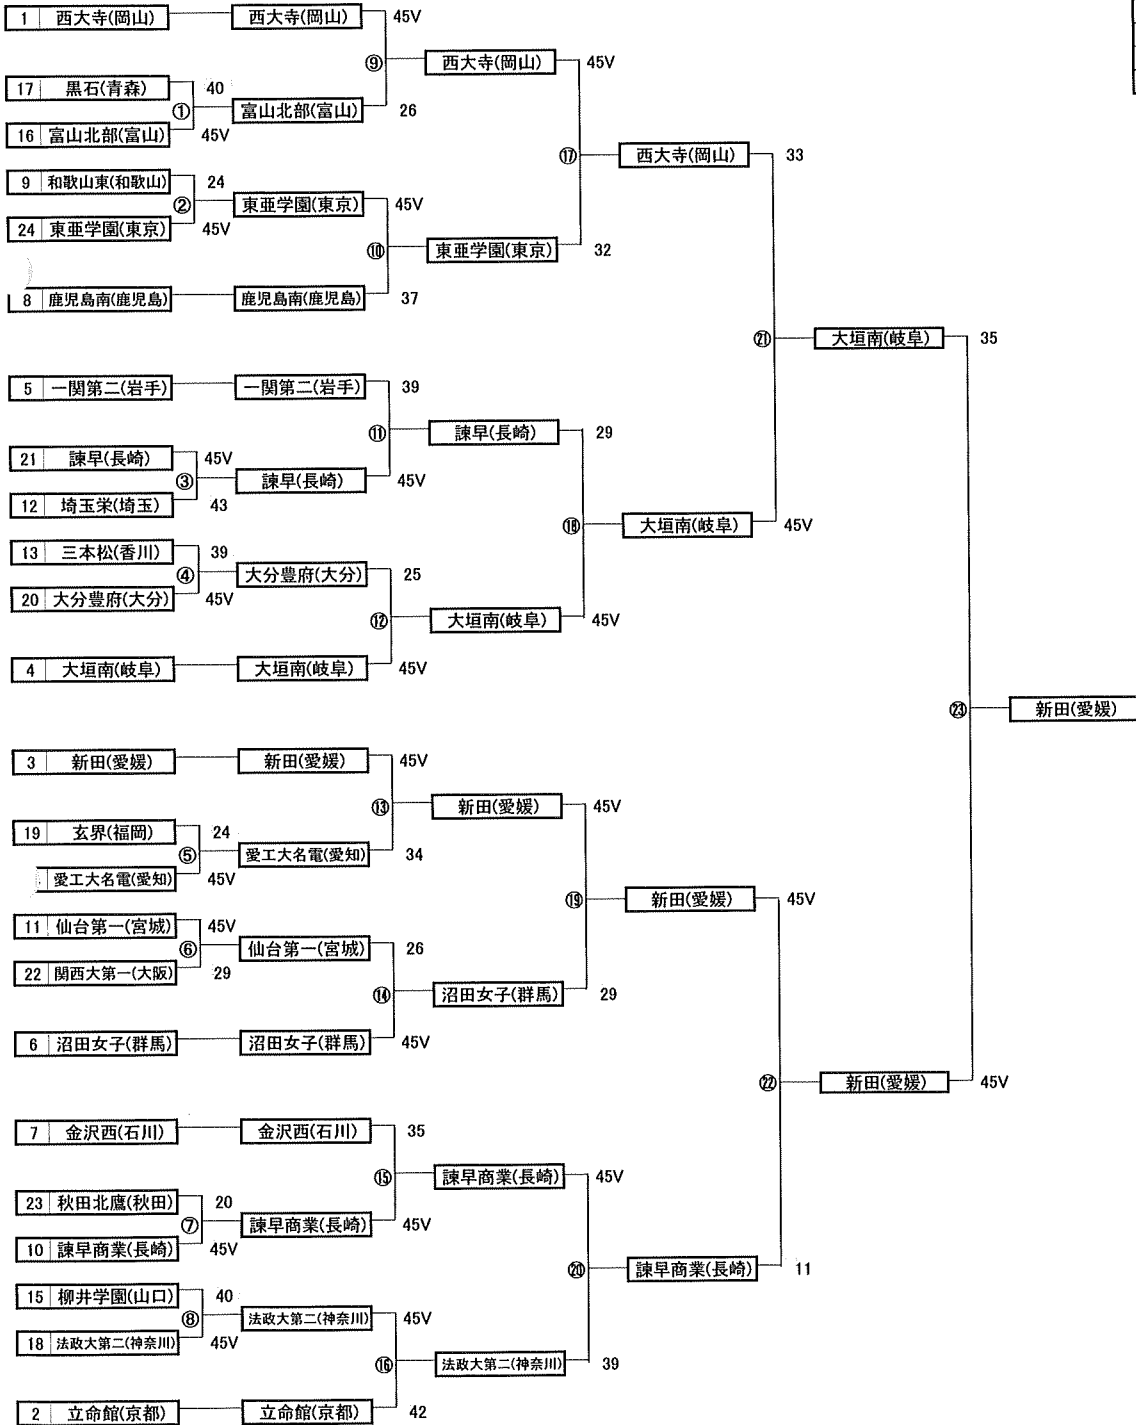 1 西大寺(岡山) 西大寺(岡山) 45V
⑨ 西大寺(岡山) 45V
17 黒石(青森) 40
① 富山北部(富山) 26
16 富山北部(富山) 45V
⑰ 西大寺(岡山) 33
9 和歌山東(和歌山) 24
② 東亜学園(東京) 45V
24 東亜学園(東京) 45V
⑩ 東亜学園(東京) 32
8 鹿児島南(鹿児島) 鹿児島南(鹿児島) 37
㉑ 大垣南(岐阜) 35
5 一関第二(岩手) 一関第二(岩手) 39
⑪ 諫早(長崎) 29
21 諫早(長崎) 45V
③ 諫早(長崎) 45V
12 埼玉栄(埼玉) 43
⑱ 大垣南(岐阜) 45V
13 三本松(香川) 39
④ 大分豊府(大分) 25
20 大分豊府(大分) 45V
⑫ 大垣南(岐阜) 45V
4 大垣南(岐阜) 大垣南(岐阜) 45V
㉓ 新田(愛媛)
3 新田(愛媛) 新田(愛媛) 45V
⑬ 新田(愛媛) 45V
19 玄界(福岡) 24
⑤ 愛工大名電(愛知) 34
愛工大名電(愛知) 45V
⑲ 新田(愛媛) 45V
11 仙台第一(宮城) 45V
⑥ 仙台第一(宮城) 26
22 関西大第一(大阪) 29
⑭ 沼田女子(群馬) 29
6 沼田女子(群馬) 沼田女子(群馬) 45V
㉒ 新田(愛媛) 45V
7 金沢西(石川) 金沢西(石川) 35
⑮ 諫早商業(長崎) 45V
23 秋田北鷹(秋田) 20
⑦ 諫早商業(長崎) 45V
10 諫早商業(長崎) 45V
⑳ 諫早商業(長崎) 11
15 柳井学園(山口) 40
⑧ 法政大第二(神奈川) 45V
18 法政大第二(神奈川) 45V
⑯ 法政大第二(神奈川) 39
2 立命館(京都) 立命館(京都) 42